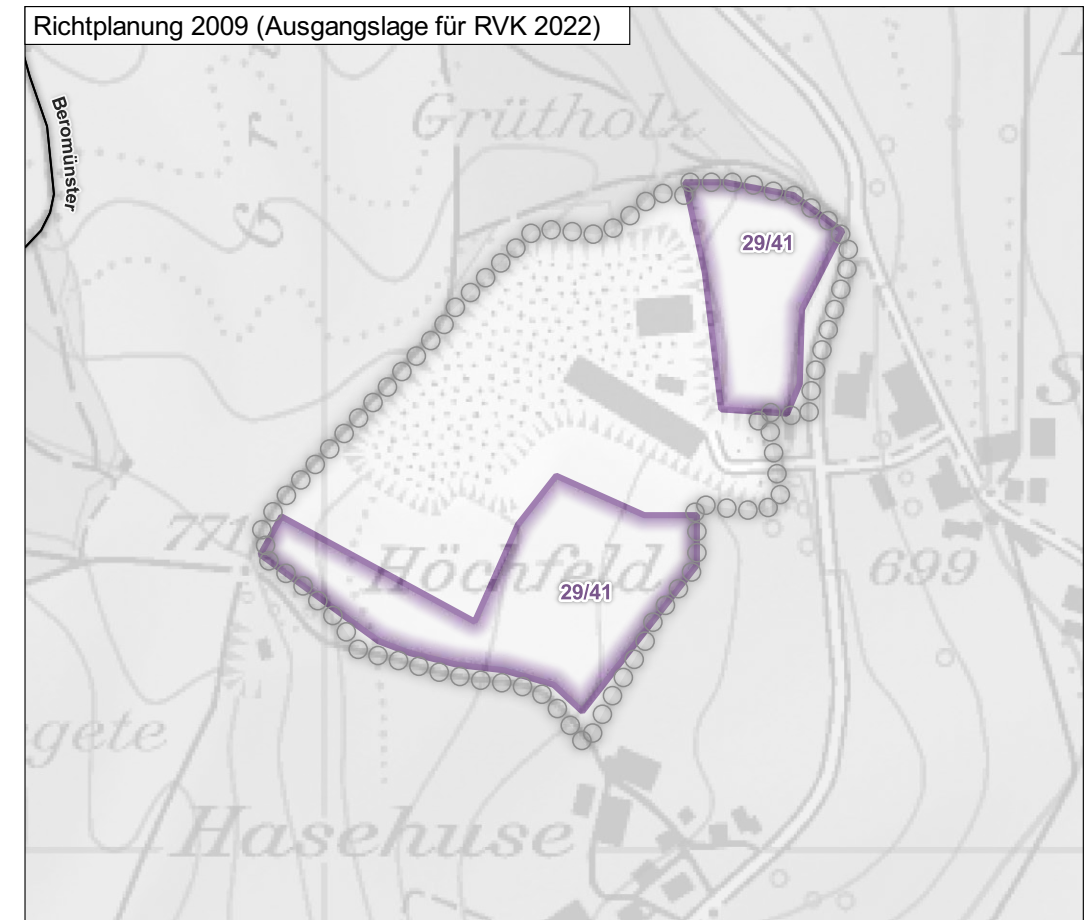 Richtplanung 2009 (Ausgangslage für RVK 2022)
Beromünster
Grütholz
29/41
771
Höchfeld
29/41
699
gete
Hasehuse